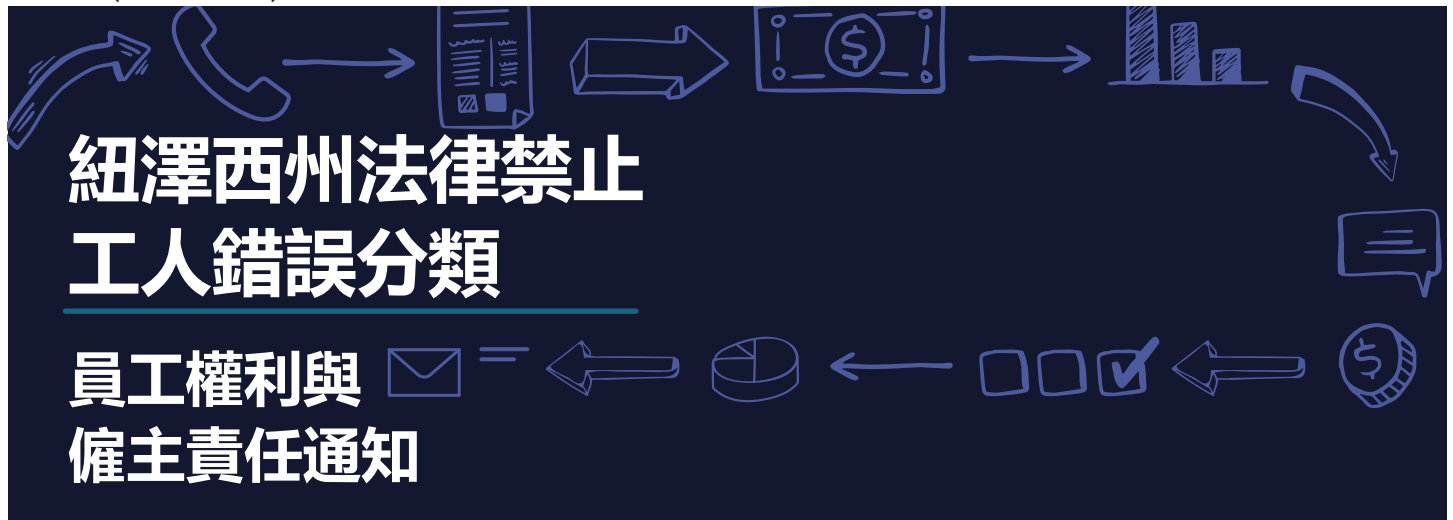 紐澤西州法律禁止
工人錯誤分類
員工權利與
僱主責任通知